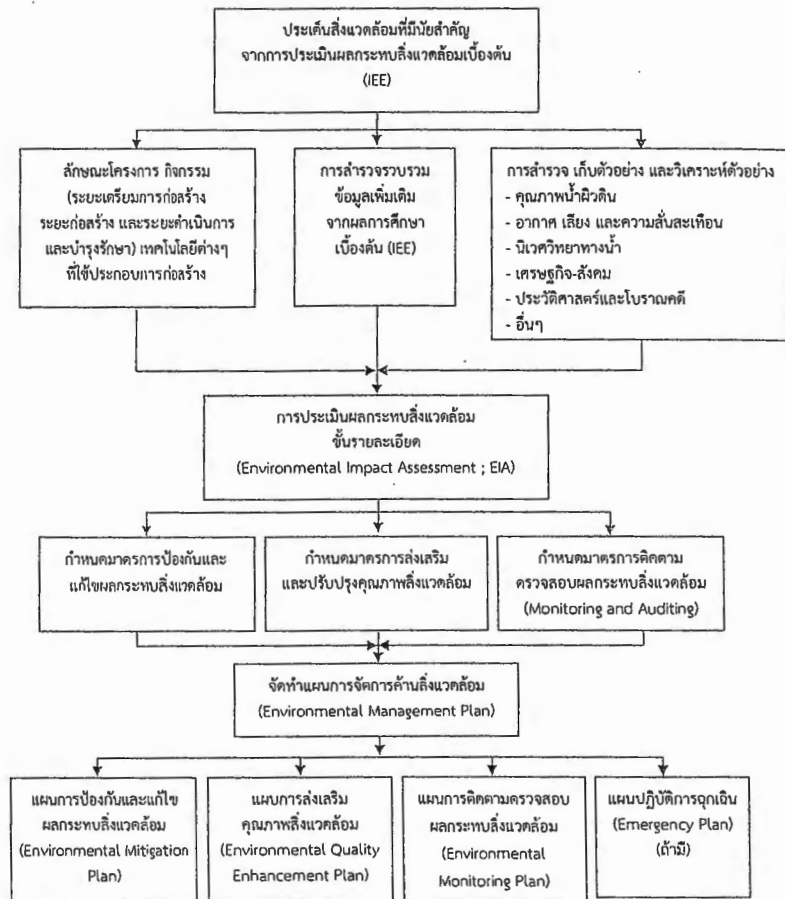 ประเด็นสิ่งแวดล้อมที่มีนัยสำคัญ
จากการประเมินผลกระทบสิ่งแวดล้อมเบื้องต้น
(IEE)
ลักษณะโครงการ กิจกรรม
(ระยะเตรียมการก่อสร้าง
ระยะก่อสร้าง และระยะดำเนินการ
และบำรุงรักษา) เทคโนโลยีต่างๆ
ที่ใช้ประกอบการก่อสร้าง
การสำรวจรวบรวม
ข้อมูลเพิ่มเติม
จากผลการศึกษา
เบื้องต้น (IEE)
การสำรวจ เก็บตัวอย่าง และวิเคราะห์ตัวอย่าง
- คุณภาพน้ำผิวดิน
- อากาศ เสียง และความสั่นสะเทือน
- นิเวศวิทยาทางน้ำ
- เศรษฐกิจ-สังคม
- ประวัติศาสตร์และโบราณคดี
- อื่นๆ
การประเมินผลกระทบสิ่งแวดล้อม
ขั้นรายละเอียด
(Environmental Impact Assessment ; EIA)
กำหนดมาตรการป้องกันและ
แก้ไขผลกระทบสิ่งแวดล้อม
กำหนดมาตรการส่งเสริม
และปรับปรุงคุณภาพสิ่งแวดล้อม
กำหนดมาตรการติดตาม
ตรวจสอบผลกระทบสิ่งแวดล้อม
(Monitoring and Auditing)
จัดทำแผนการจัดการด้านสิ่งแวดล้อม
(Environmental Management Plan)
แผนการป้องกันและแก้ไข
ผลกระทบสิ่งแวดล้อม
(Environmental Mitigation
Plan)
แผนการส่งเสริม
คุณภาพสิ่งแวดล้อม
(Environmental Quality
Enhancement Plan)
แผนการติดตามตรวจสอบ
ผลกระทบสิ่งแวดล้อม
(Environmental
Monitoring Plan)
แผนปฏิบัติการฉุกเฉิน
(Emergency Plan)
(ถ้ามี)